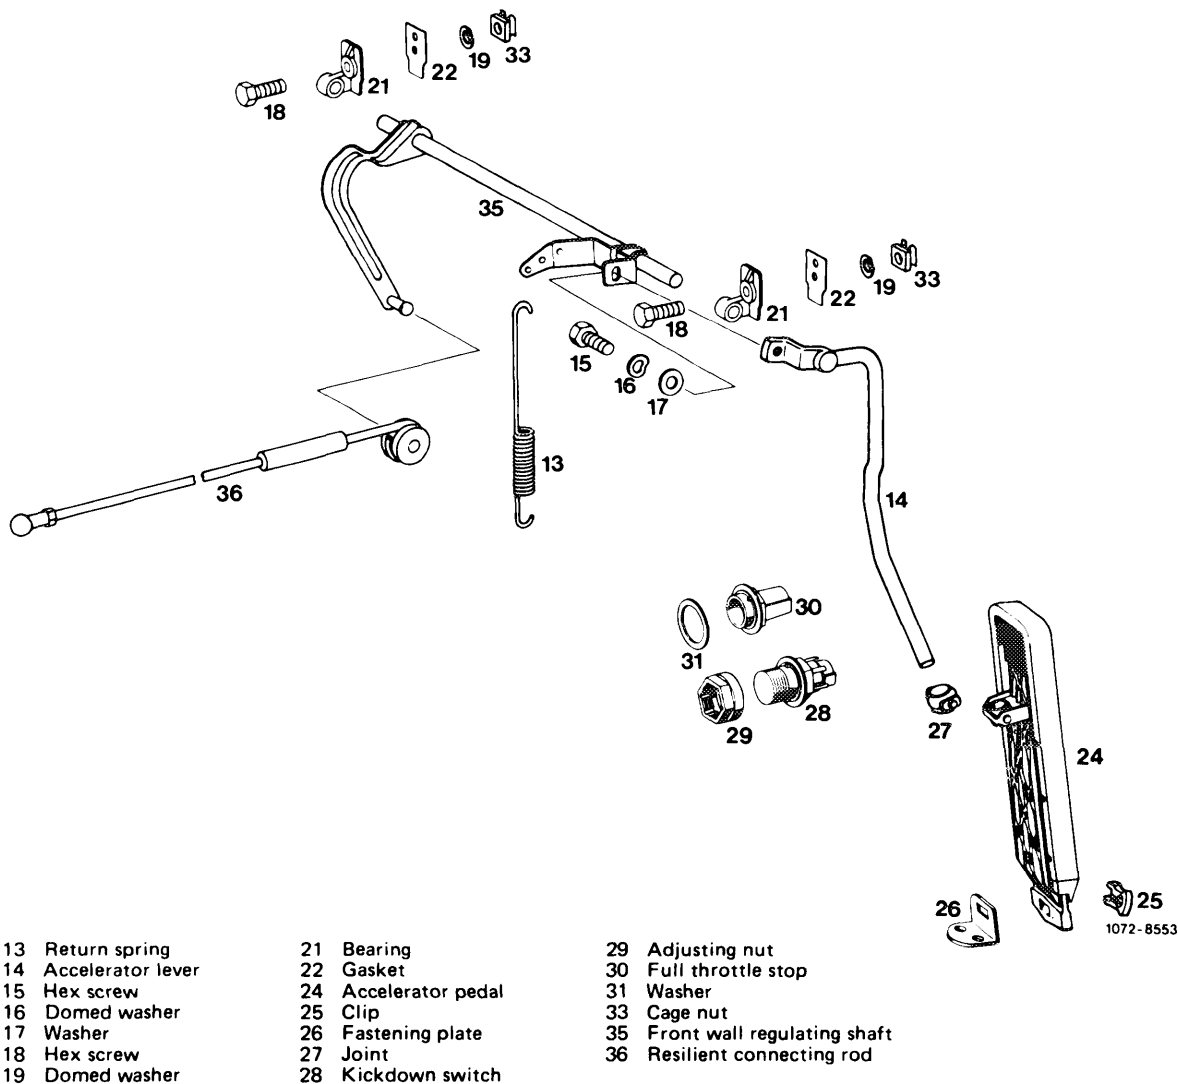 19
33
22
21
18
35
33
19
22
21
18
15
16
17
13
36
14
30
31
28
29
27
24
26
25
1072-8553
13 Return spring
14 Accelerator lever
15 Hex screw
16 Domed washer
17 Washer
18 Hex screw
19 Domed washer
21 Bearing
22 Gasket
24 Accelerator pedal
25 Clip
26 Fastening plate
27 Joint
28 Kickdown switch
29 Adjusting nut
30 Full throttle stop
31 Washer
33 Cage nut
35 Front wall regulating shaft
36 Resilient connecting rod